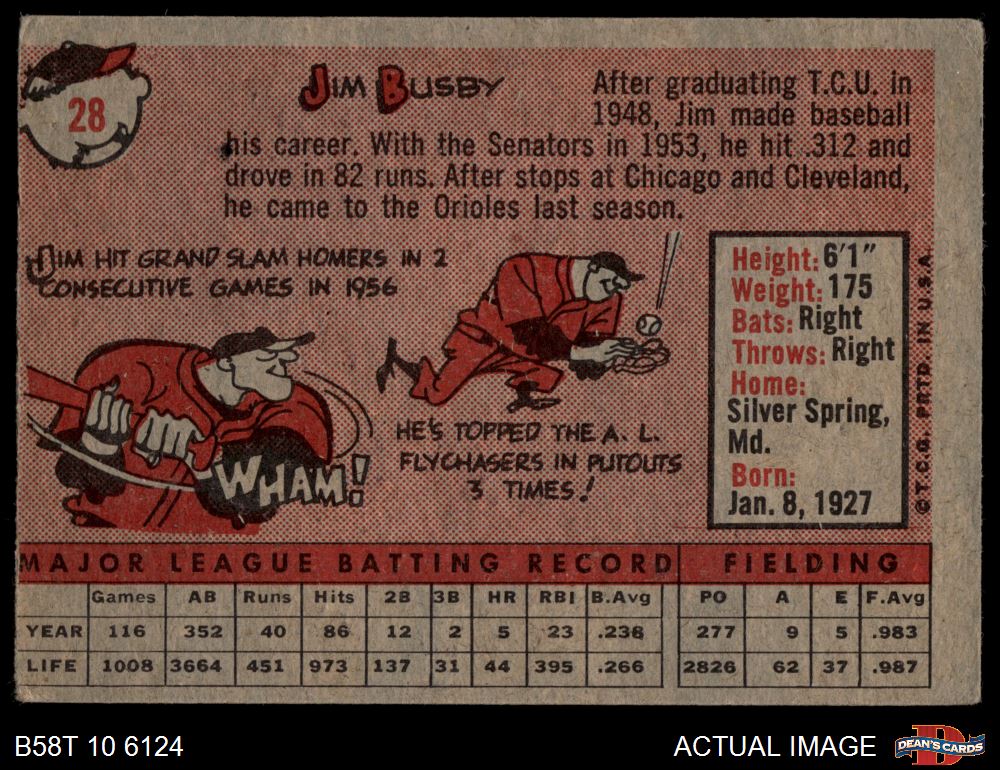 28
JIM BUSBY
After graduating T.C.U. in
1948, Jim made baseball
his career. With the Senators in 1953, he hit .312 and
drove in 82 runs. After stops at Chicago and Cleveland,
he came to the Orioles last season.
JIM HIT GRAND SLAM HOMERS IN 2
CONSECUTIVE GAMES IN 1956
WHAM!
HE'S TOPPED THE A. L.
FLYCHASERS IN PUTOUTS
3 TIMES!
Height: 6'1"
Weight: 175
Bats: Right
Throws: Right
Home:
Silver Spring,
Md.
Born:
Jan. 8, 1927
© T.C.G. PRTD. IN U.S.A.
MAJOR LEAGUE BATTING RECORD FIELDING
Games AB Runs Hits 2B 3B HR RBI B.Avg PO A E F.Avg
YEAR 116 352 40 86 12 2 5 23 .238 277 9 5 .983
LIFE 1008 3664 451 973 137 31 44 395 .266 2826 62 37 .987
B58T 10 6124
ACTUAL IMAGE
D
DEAN'S CARDS